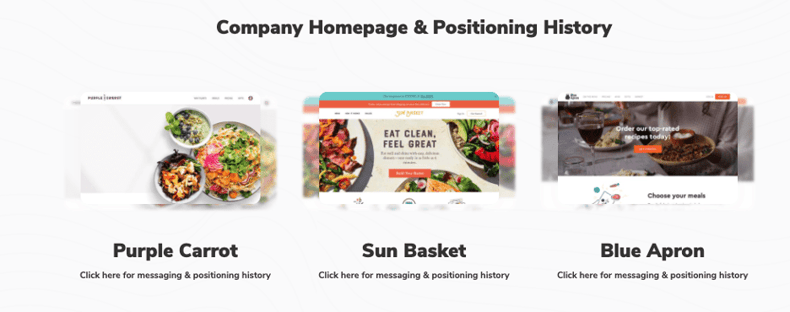 Company Homepage & Positioning History
PURPLE CARROT
EAT CLEAN,
FEEL GREAT
Order our top-rated
recipes today!
Choose your meals
Purple Carrot
Sun Basket
Blue Apron
Click here for messaging & positioning history
Click here for messaging & positioning history
Click here for messaging & positioning history